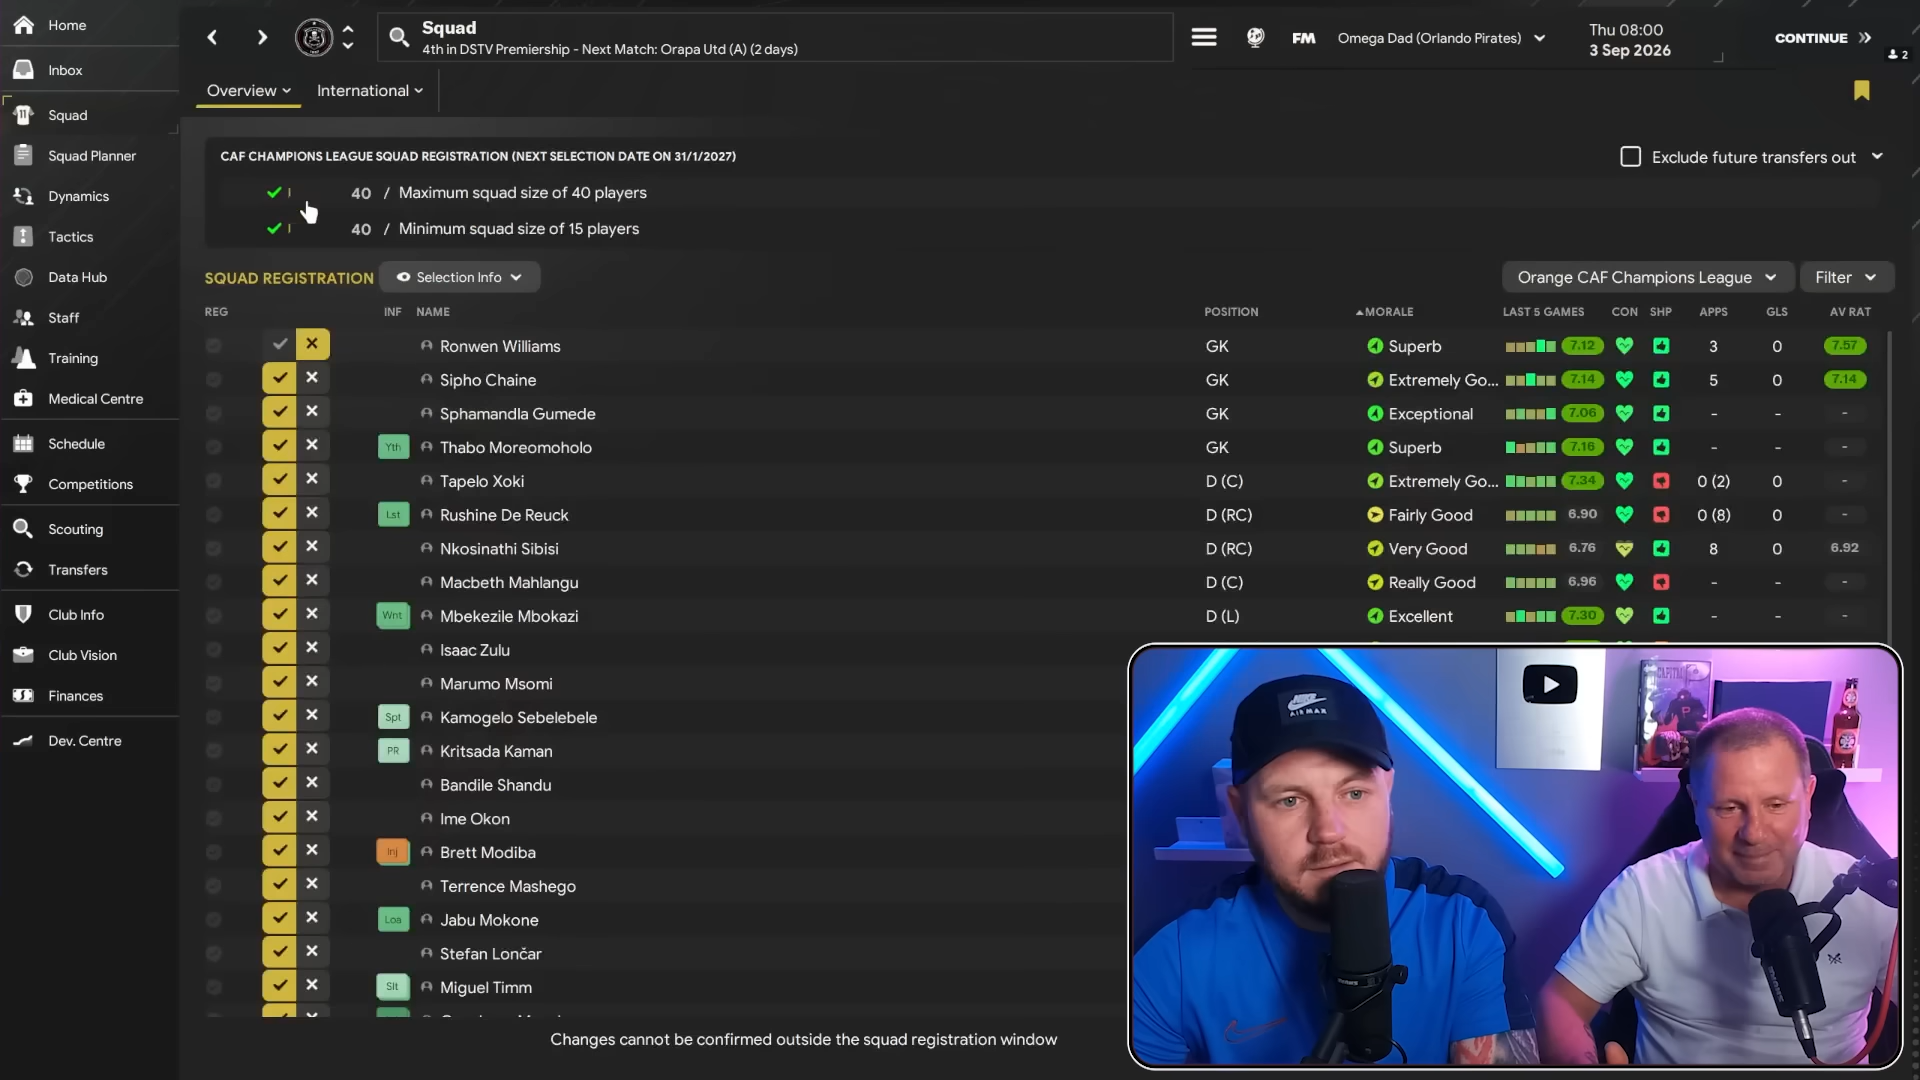 Home
Inbox
Squad
Squad Planner
Dynamics
Tactics
Data Hub
Staff
Training
Medical Centre
Schedule
Competitions
Scouting
Transfers
Club Info
Club Vision
Finances
Dev. Centre
Squad
4th in DSTV Premiership - Next Match: Orapa Utd (A) (2 days)
FM
Omega Dad (Orlando Pirates)
Thu 08:00
3 Sep 2026
CONTINUE
2
Overview
International
CAF CHAMPIONS LEAGUE SQUAD REGISTRATION (NEXT SELECTION DATE ON 31/1/2027)
Exclude future transfers out
40 / Maximum squad size of 40 players
40 / Minimum squad size of 15 players
SQUAD REGISTRATION
Selection Info
Orange CAF Champions League
Filter
REG INF NAME POSITION MORALE LAST 5 GAMES CON SHP APPS GLS AV RAT
Ronwen Williams GK Superb 7.12 3 0 7.57
Sipho Chaine GK Extremely Go... 7.14 5 0 7.14
Sphamandla Gumede GK Exceptional 7.06 - - -
Yth Thabo Moreomoholo GK Superb 7.16 - - -
Tapelo Xoki D (C) Extremely Go... 7.34 0 (2) 0 -
Lst Rushine De Reuck D (RC) Fairly Good 6.90 0 (8) 0 -
Nkosinathi Sibisi D (RC) Very Good 6.76 8 0 6.92
Macbeth Mahlangu D (C) Really Good 6.96 - - -
Wnt Mbekezile Mbokazi D (L) Excellent 7.30 - - -
Isaac Zulu
Marumo Msomi
Spt Kamogelo Sebelebele
PR Kritsada Kaman
Bandile Shandu
Ime Okon
Inj Brett Modiba
Terrence Mashego
Loa Jabu Mokone
Stefan Lončar
Slt Miguel Timm
Changes cannot be confirmed outside the squad registration window
AIR MAX